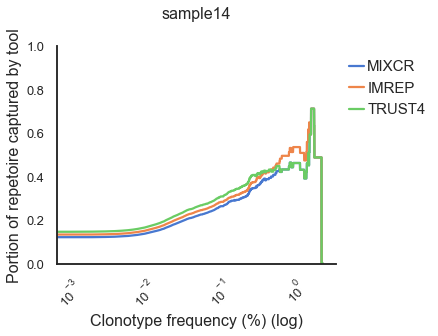 sample14
Portion of repetoire captured by tool
1.0
0.8
0.6
0.4
0.2
0.0
10⁻³
10⁻²
10⁻¹
10⁰
Clonotype frequency (%) (log)
MIXCR
IMREP
TRUST4